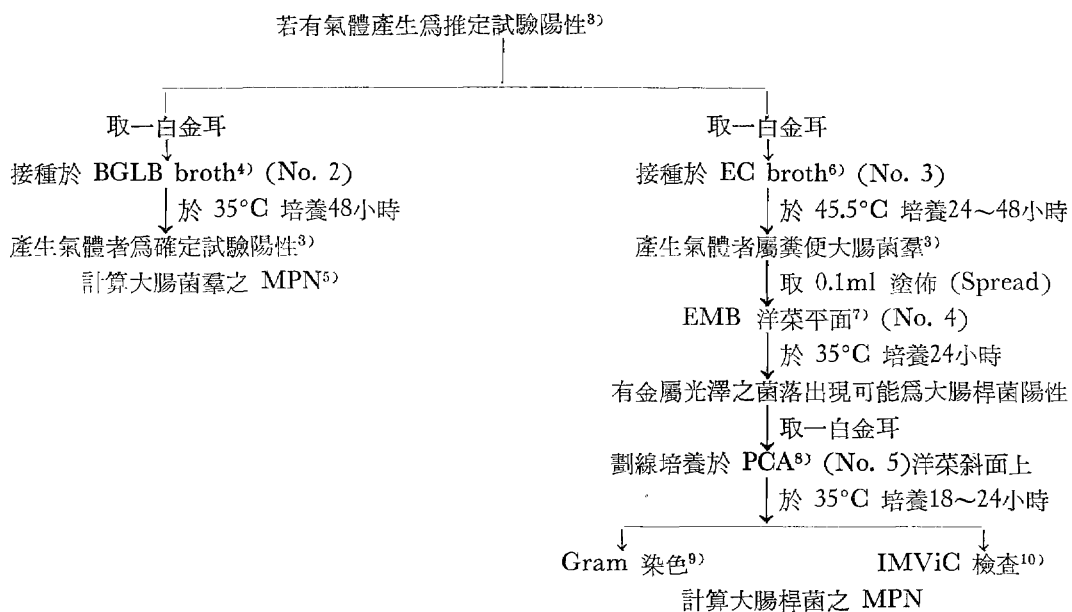 若有氣體產生爲推定試驗陽性³⁾
取一白金耳
接種於 BGLB broth⁴⁾ (No. 2)
於 35°C 培養48小時
產生氣體者爲確定試驗陽性³⁾
計算大腸菌羣之 MPN⁵⁾
取一白金耳
接種於 EC broth⁶⁾ (No. 3)
於 45.5°C 培養24～48小時
產生氣體者屬糞便大腸菌羣³⁾
取 0.1ml 塗佈 (Spread)
EMB 洋菜平面⁷⁾ (No. 4)
於 35°C 培養24小時
有金屬光澤之菌落出現可能爲大腸桿菌陽性
取一白金耳
劃線培養於 PCA⁸⁾ (No. 5)洋菜斜面上
於 35°C 培養18～24小時
Gram 染色⁹⁾
IMViC 檢查¹⁰⁾
計算大腸桿菌之 MPN